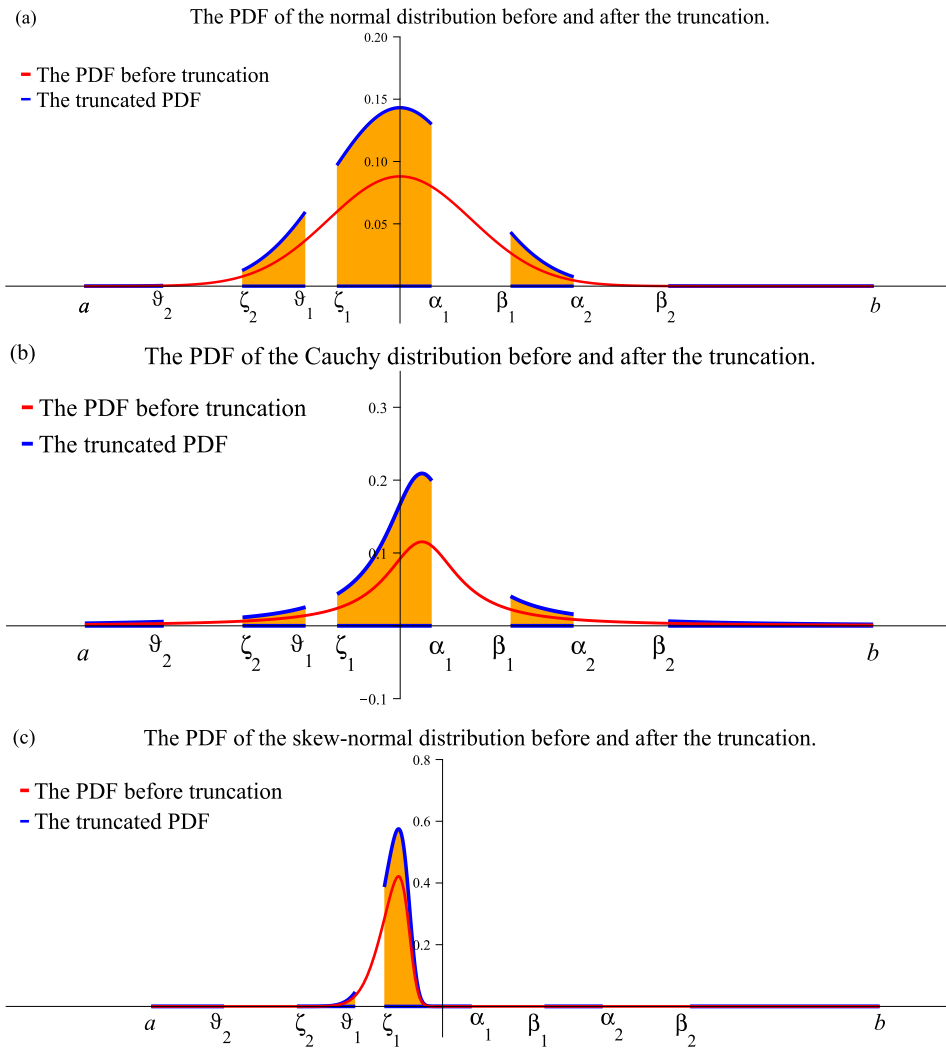 (a)
The PDF of the normal distribution before and after the truncation.
0.20
The PDF before truncation
The truncated PDF
0.15
0.10
0.05
a ϑ2 ζ2 ϑ1 ζ1 α1 β1 α2 β2 b
(b)
The PDF of the Cauchy distribution before and after the truncation.
The PDF before truncation
0.3
The truncated PDF
0.2
0.1
a ϑ2 ζ2 ϑ1 ζ1 α1 β1 α2 β2 b
−0.1
(c)
The PDF of the skew-normal distribution before and after the truncation.
0.8
The PDF before truncation
The truncated PDF
0.6
0.4
0.2
a ϑ2 ζ2 ϑ1 ζ1 α1 β1 α2 β2 b